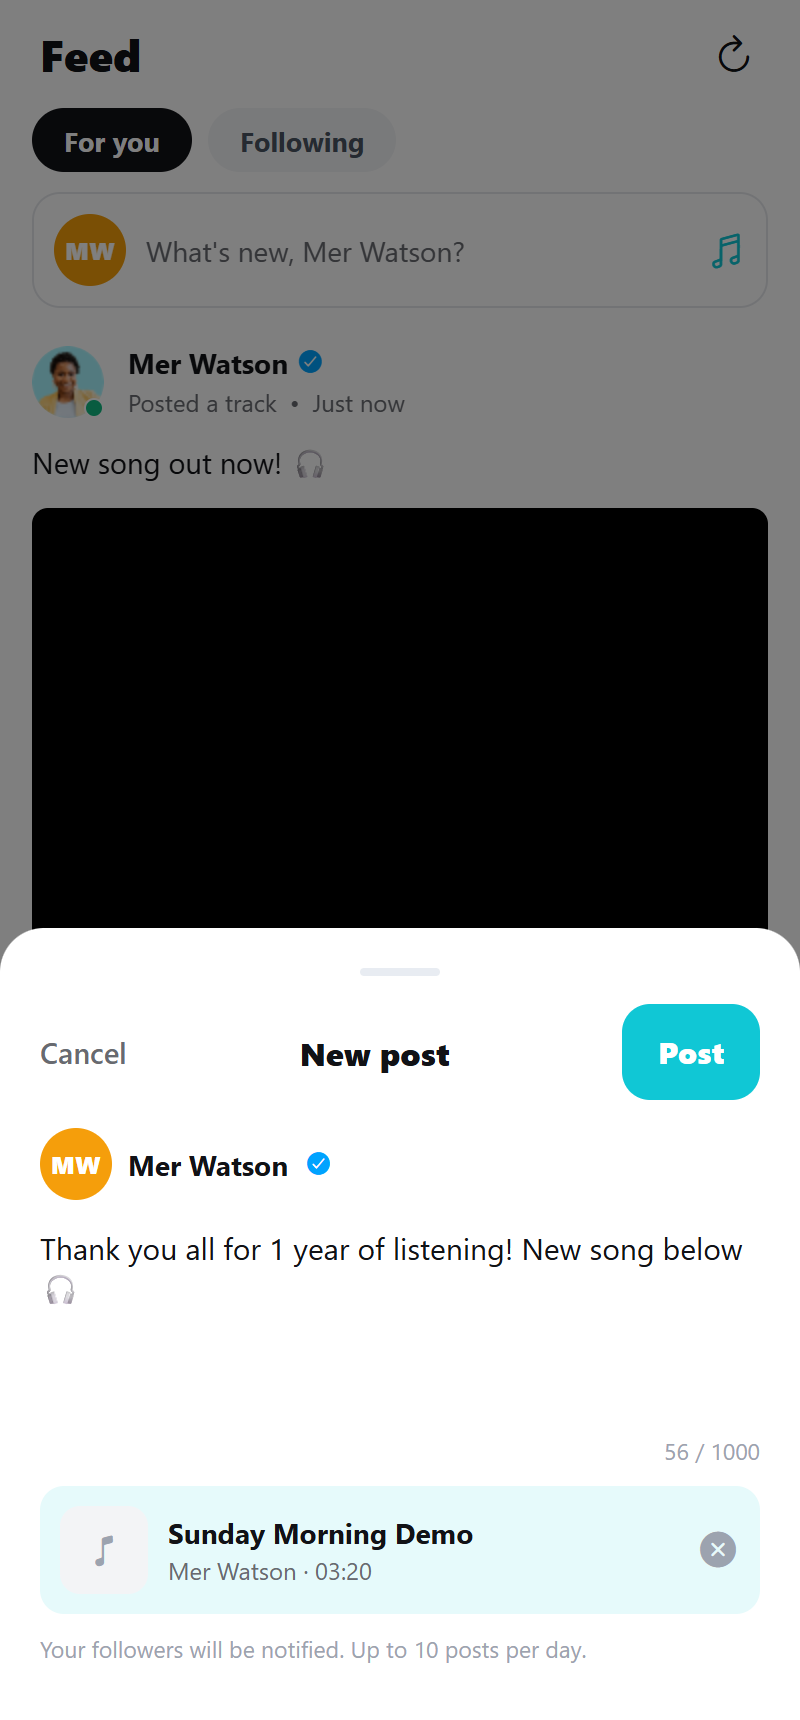 Feed
For you
Following
MW
What's new, Mer Watson?
Mer Watson
Posted a track • Just now
New song out now! 🎧
Cancel
New post
Post
MW
Mer Watson
Thank you all for 1 year of listening! New song below
🎧
56 / 1000
Sunday Morning Demo
Mer Watson · 03:20
Your followers will be notified. Up to 10 posts per day.